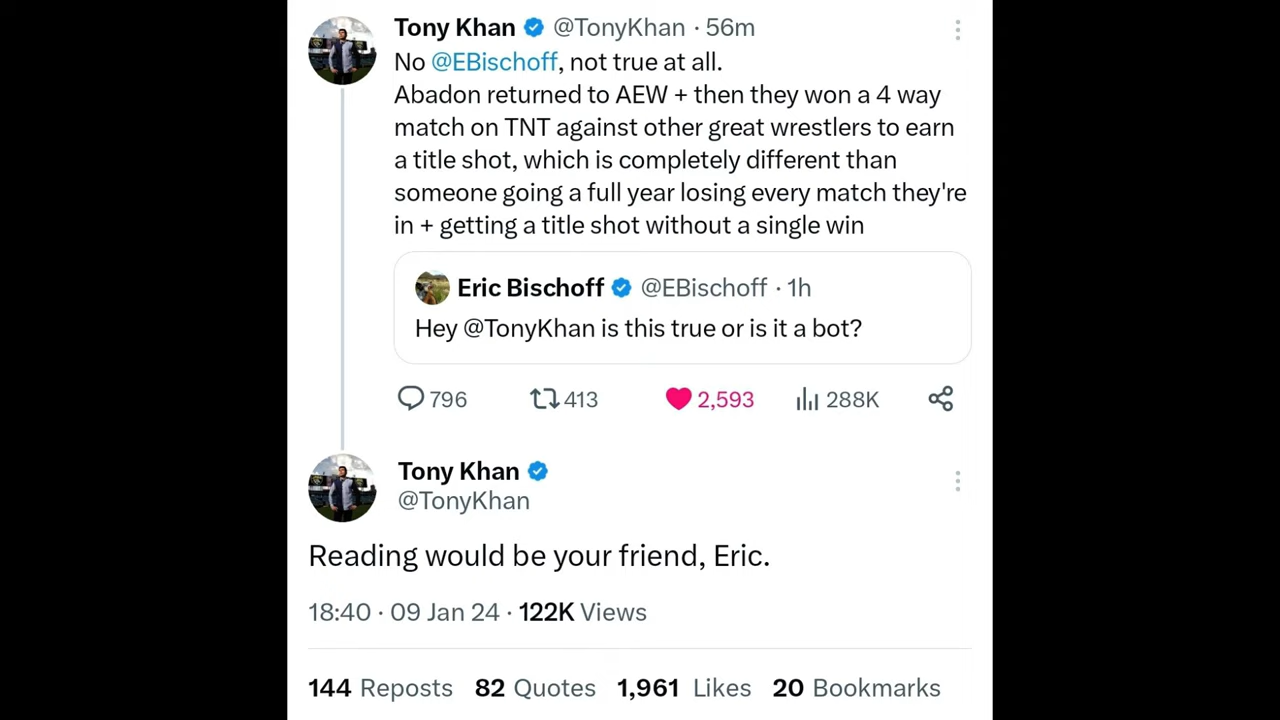 Tony Khan @TonyKhan · 56m
No @EBischoff, not true at all.
Abadon returned to AEW + then they won a 4 way
match on TNT against other great wrestlers to earn
a title shot, which is completely different than
someone going a full year losing every match they're
in + getting a title shot without a single win
Eric Bischoff @EBischoff · 1h
Hey @TonyKhan is this true or is it a bot?
796 413 2,593 288K
Tony Khan
@TonyKhan
Reading would be your friend, Eric.
18:40 · 09 Jan 24 · 122K Views
144 Reposts 82 Quotes 1,961 Likes 20 Bookmarks